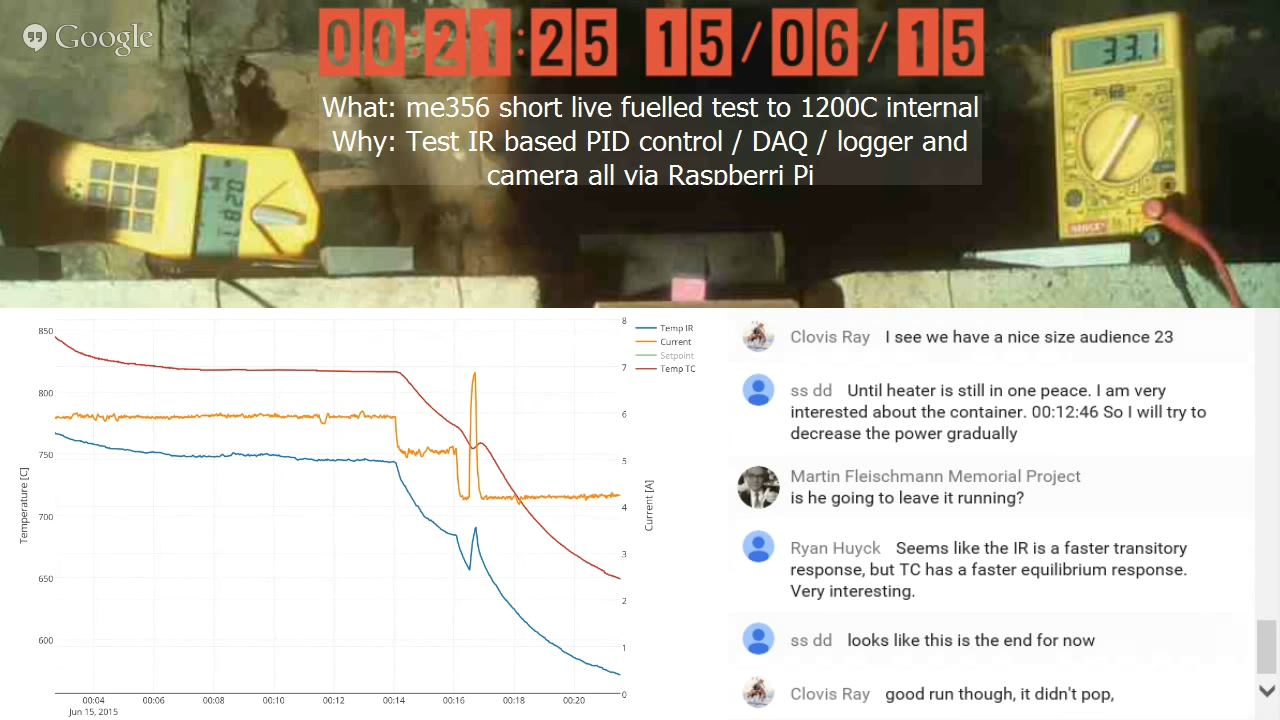 Google
00:21:25 15/06/15
What: me356 short live fuelled test to 1200C internal
Why: Test IR based PID control / DAQ / logger and
camera all via Raspberri Pi
33.1
850
800
750
700
650
600
Temperature [C]
00:04
00:06
00:08
00:10
00:12
00:14
00:16
00:18
00:20
Jun 15, 2015
8
7
6
5
4
3
2
1
0
Current [A]
Temp IR
Current
Setpoint
Temp TC
Clovis Ray I see we have a nice size audience 23
ss dd Until heater is still in one peace. I am very
interested about the container. 00:12:46 So I will try to
decrease the power gradually
Martin Fleischmann Memorial Project
is he going to leave it running?
Ryan Huyck Seems like the IR is a faster transitory
response, but TC has a faster equilibrium response.
Very interesting.
ss dd looks like this is the end for now
Clovis Ray good run though, it didn't pop,